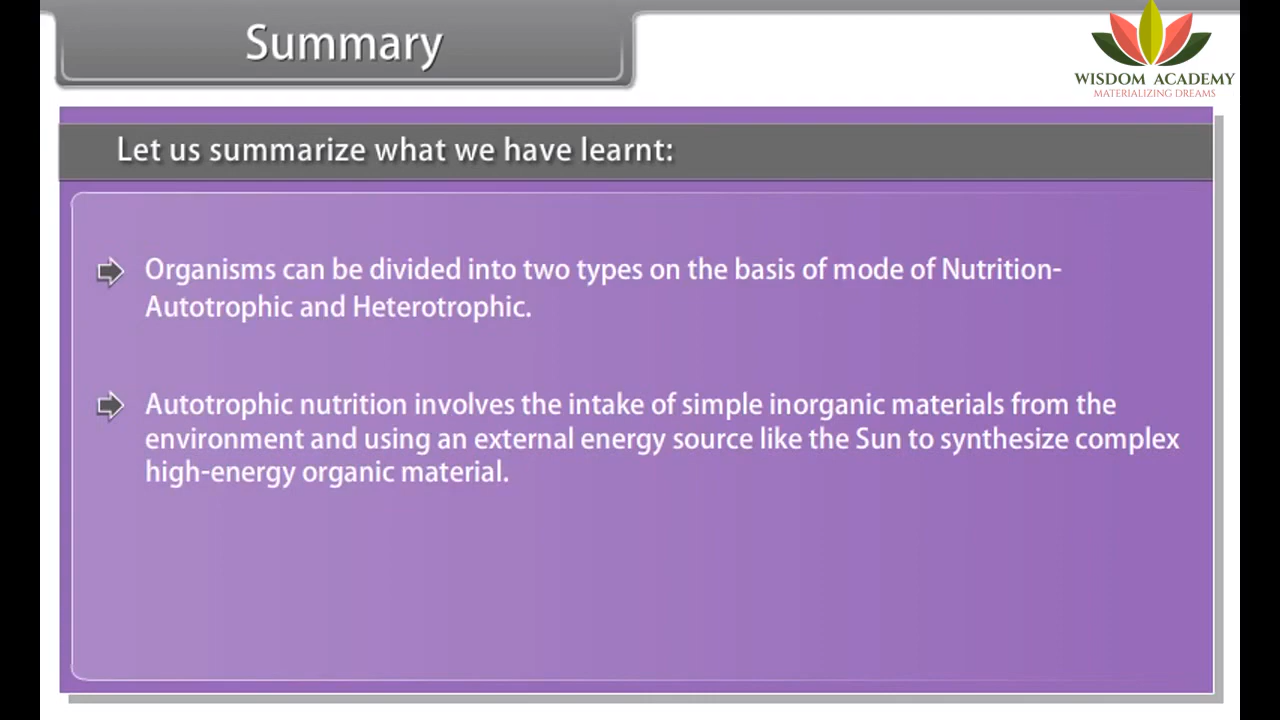 Summary
WISDOM ACADEMY
MATERIALIZING DREAMS
Let us summarize what we have learnt:
Organisms can be divided into two types on the basis of mode of Nutrition-
Autotrophic and Heterotrophic.
Autotrophic nutrition involves the intake of simple inorganic materials from the
environment and using an external energy source like the Sun to synthesize complex
high-energy organic material.